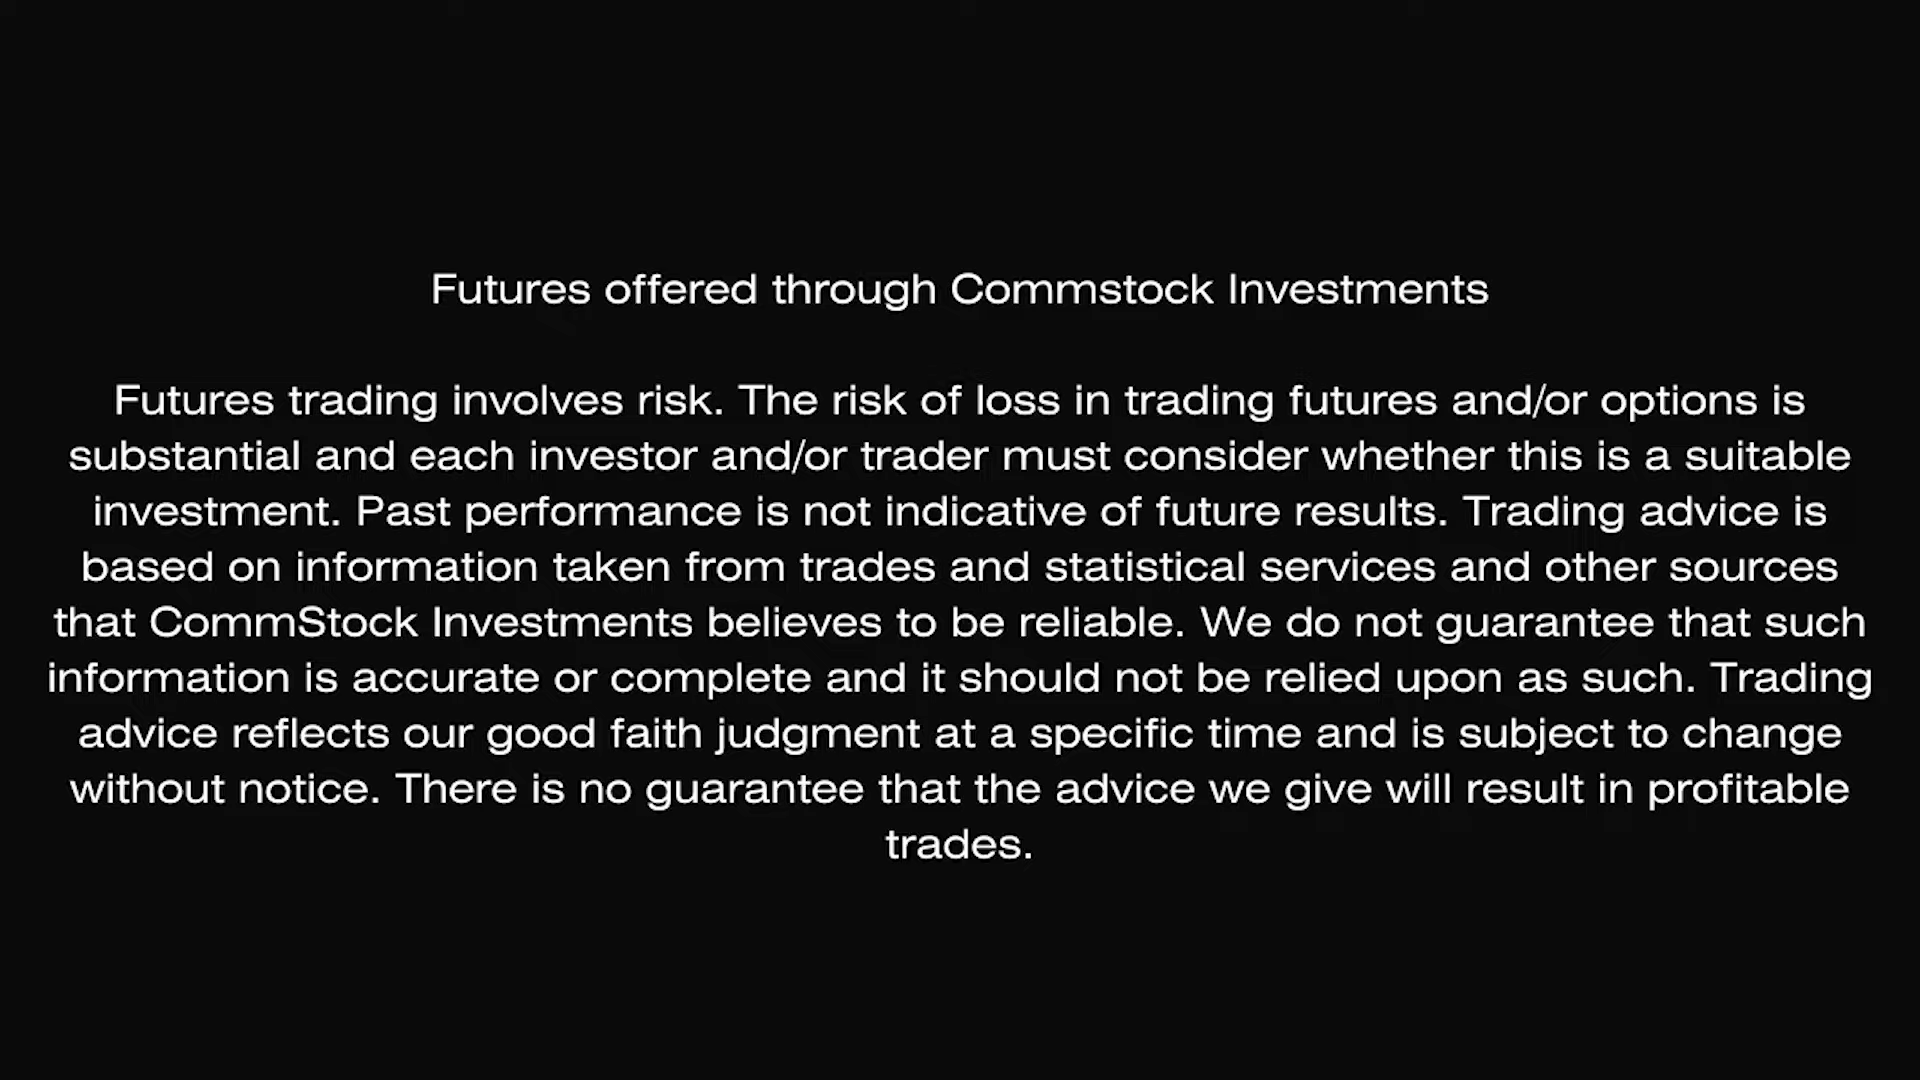 Futures offered through Commstock Investments
Futures trading involves risk. The risk of loss in trading futures and/or options is
substantial and each investor and/or trader must consider whether this is a suitable
investment. Past performance is not indicative of future results. Trading advice is
based on information taken from trades and statistical services and other sources
that CommStock Investments believes to be reliable. We do not guarantee that such
information is accurate or complete and it should not be relied upon as such. Trading
advice reflects our good faith judgment at a specific time and is subject to change
without notice. There is no guarantee that the advice we give will result in profitable
trades.